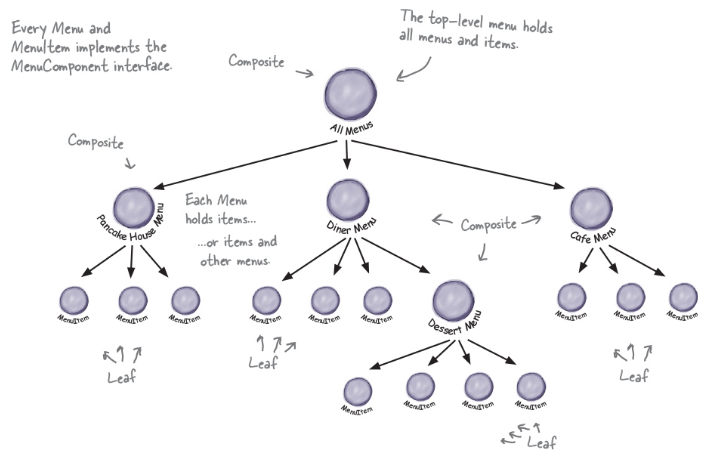 Every Menu and
MenuItem implements the
MenuComponent interface.
The top-level menu holds
all menus and items.
Composite
All Menus
Composite
Pancake House Menu
Each Menu
holds items...
...or items and
other menus.
Diner Menu
Composite
Cafe Menu
MenuItem
MenuItem
MenuItem
MenuItem
MenuItem
MenuItem
Dessert Menu
MenuItem
MenuItem
MenuItem
Leaf
Leaf
Leaf
MenuItem
MenuItem
MenuItem
MenuItem
Leaf